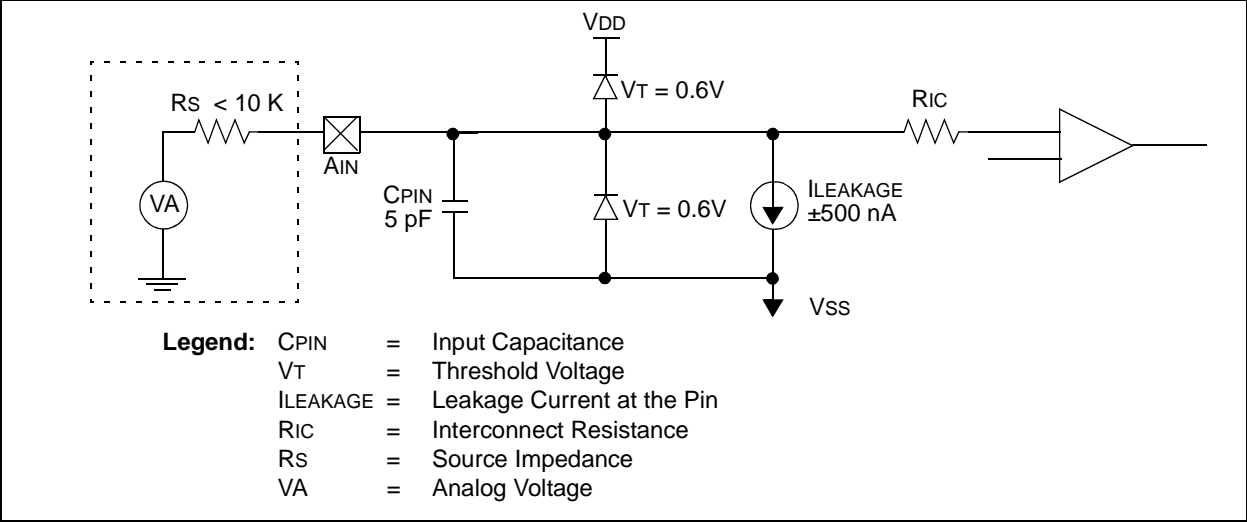 VDD
VT = 0.6V
RS < 10 K
RIC
AIN
CPIN
5 pF
VT = 0.6V
ILEAKAGE
±500 nA
VA
VSS
Legend: CPIN = Input Capacitance
VT = Threshold Voltage
ILEAKAGE = Leakage Current at the Pin
RIC = Interconnect Resistance
RS = Source Impedance
VA = Analog Voltage